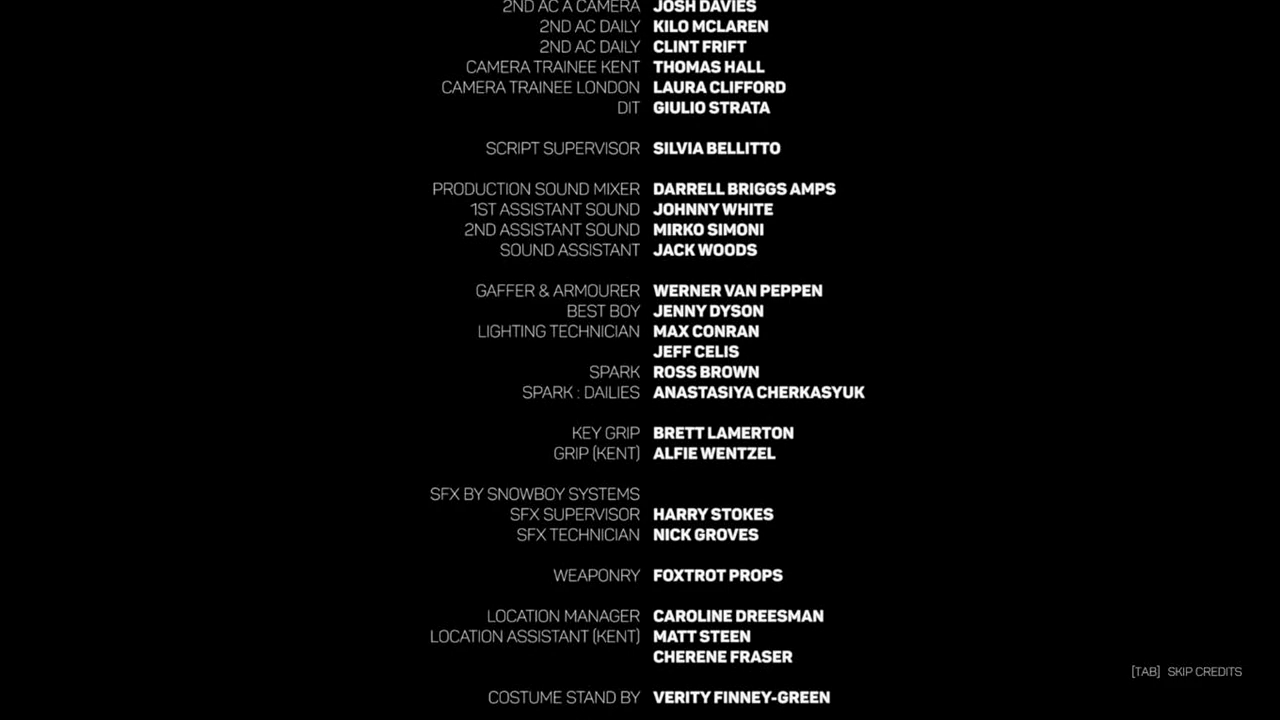 2ND AC A CAMERA JOSH DAVIES
2ND AC DAILY KILO MCLAREN
2ND AC DAILY CLINT FRIFT
CAMERA TRAINEE KENT THOMAS HALL
CAMERA TRAINEE LONDON LAURA CLIFFORD
DIT GIULIO STRATA
SCRIPT SUPERVISOR SILVIA BELLITTO
PRODUCTION SOUND MIXER DARRELL BRIGGS AMPS
1ST ASSISTANT SOUND JOHNNY WHITE
2ND ASSISTANT SOUND MIRKO SIMONI
SOUND ASSISTANT JACK WOODS
GAFFER & ARMOURER WERNER VAN PEPPEN
BEST BOY JENNY DYSON
LIGHTING TECHNICIAN MAX CONRAN
JEFF CELIS
SPARK ROSS BROWN
SPARK : DAILIES ANASTASIYA CHERKASYUK
KEY GRIP BRETT LAMERTON
GRIP (KENT) ALFIE WENTZEL
SFX BY SNOWBOY SYSTEMS
SFX SUPERVISOR HARRY STOKES
SFX TECHNICIAN NICK GROVES
WEAPONRY FOXTROT PROPS
LOCATION MANAGER CAROLINE DREESMAN
LOCATION ASSISTANT (KENT) MATT STEEN
CHERENE FRASER
[TAB] SKIP CREDITS
COSTUME STAND BY VERITY FINNEY-GREEN